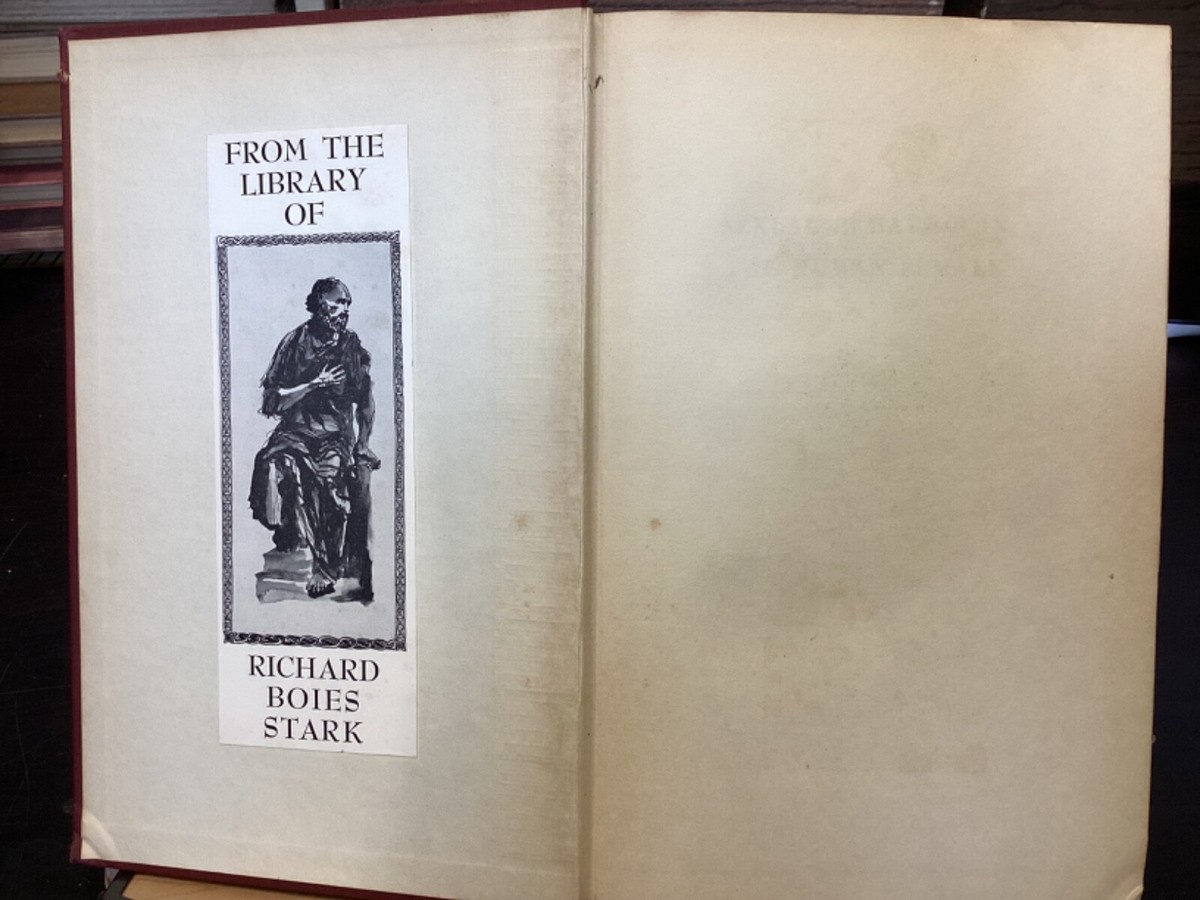 FROM THE
LIBRARY
OF
RICHARD
BOIES
STARK